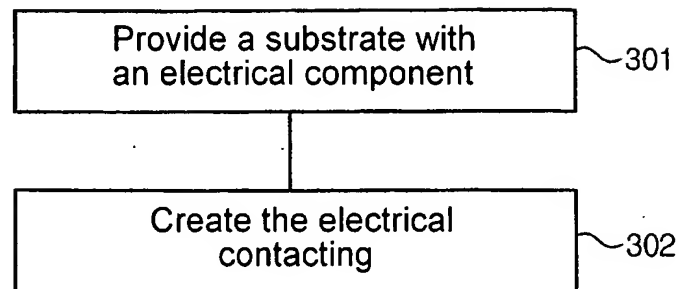 Provide a substrate with
an electrical component
301
Create the electrical
contacting
302